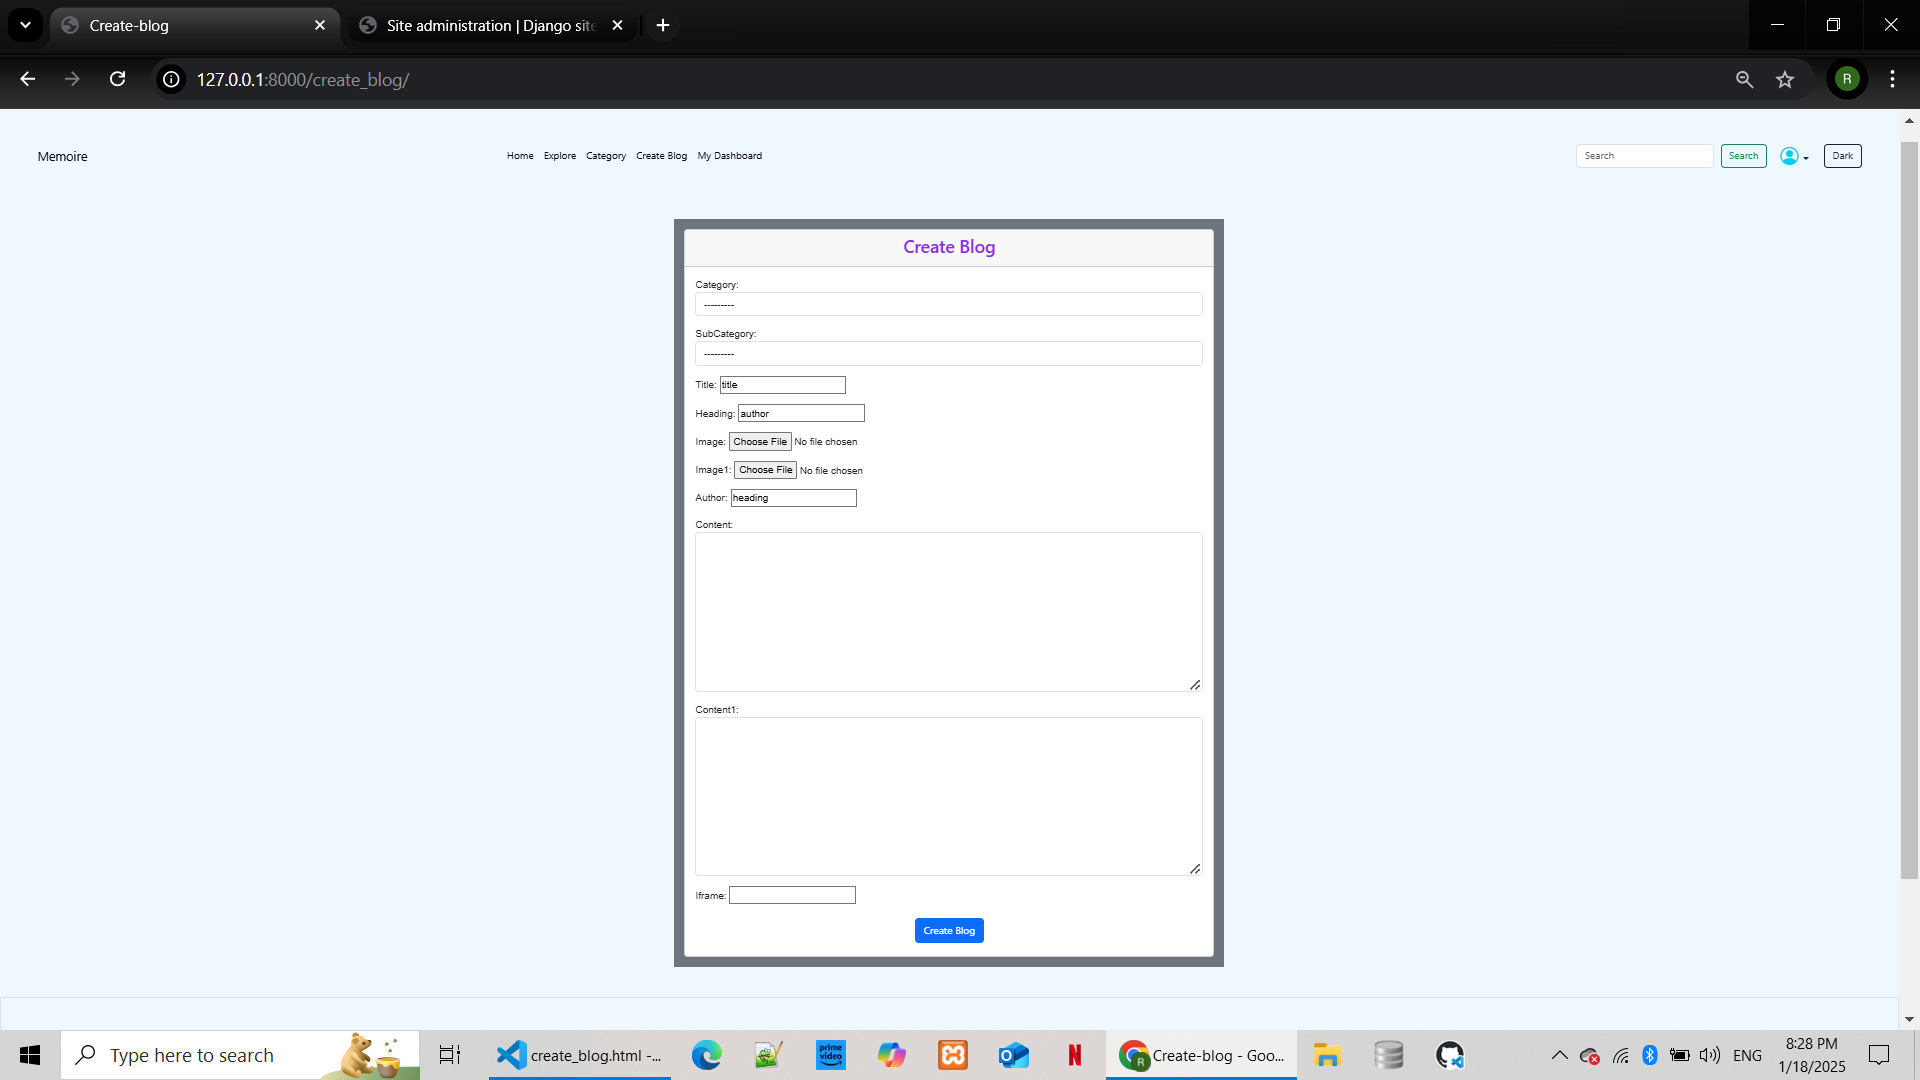 Create-blog
Site administration | Django site
127.0.0.1:8000/create_blog/
R
Memoire
Home Explore Category Create Blog My Dashboard
Search
Search
Dark
Create Blog
Category:
---------
SubCategory:
---------
Title: title
Heading: author
Image: Choose File No file chosen
Image1: Choose File No file chosen
Author: heading
Content:
Content1:
Iframe:
Create Blog
Type here to search
create_blog.html -...
prime video
N
R
Create-blog - Goo...
ENG
8:28 PM
1/18/2025